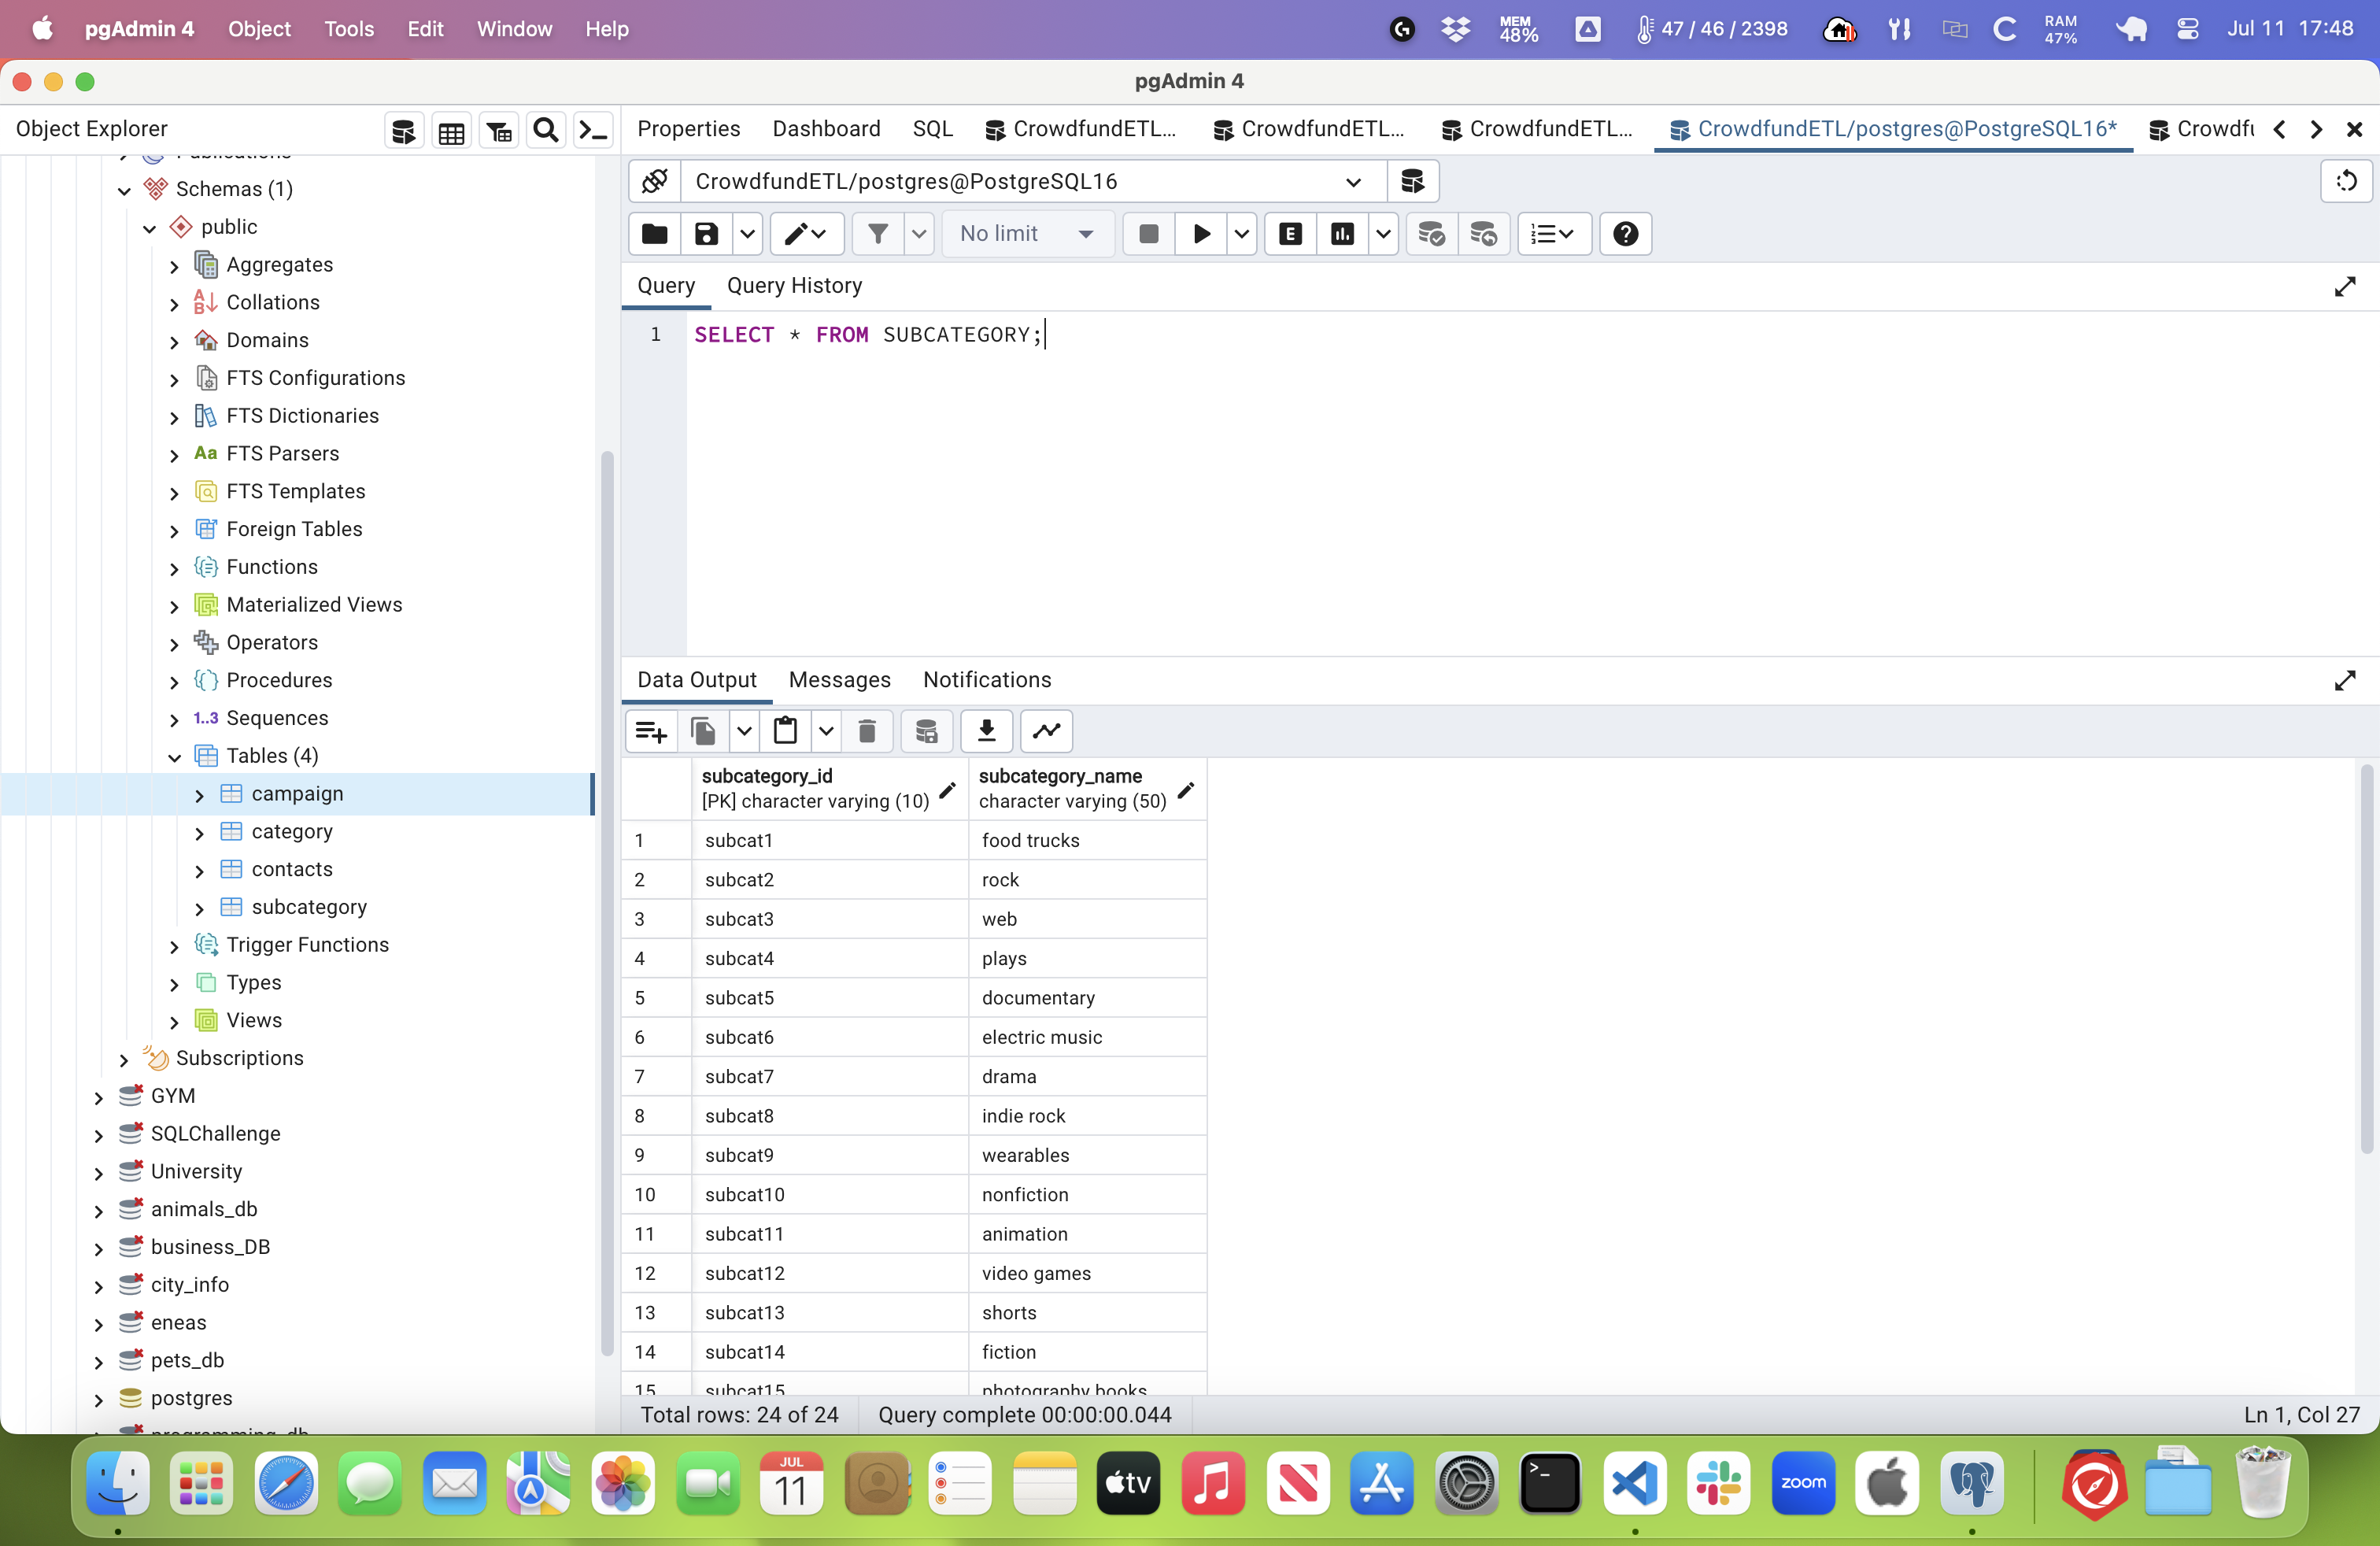 pgAdmin 4 Object Tools Edit Window Help MEM 48% 47 / 46 / 2398 RAM 47% Jul 11 17:48
pgAdmin 4
Object Explorer
Properties Dashboard SQL CrowdfundETL... CrowdfundETL... CrowdfundETL... CrowdfundETL/postgres@PostgreSQL16*
CrowdfundETL/postgres@PostgreSQL16
No limit
Query Query History
1 SELECT * FROM SUBCATEGORY;
Schemas (1)
public
Aggregates
Collations
Domains
FTS Configurations
FTS Dictionaries
Aa FTS Parsers
FTS Templates
Foreign Tables
Functions
Materialized Views
Operators
Procedures
1..3 Sequences
Tables (4)
campaign
category
contacts
subcategory
Trigger Functions
Types
Views
Subscriptions
GYM
SQLChallenge
University
animals_db
business_DB
city_info
eneas
pets_db
postgres
Data Output Messages Notifications
subcategory_id subcategory_name
[PK] character varying (10) character varying (50)
1 subcat1 food trucks
2 subcat2 rock
3 subcat3 web
4 subcat4 plays
5 subcat5 documentary
6 subcat6 electric music
7 subcat7 drama
8 subcat8 indie rock
9 subcat9 wearables
10 subcat10 nonfiction
11 subcat11 animation
12 subcat12 video games
13 subcat13 shorts
14 subcat14 fiction
15 subcat15 photography books
Total rows: 24 of 24 Query complete 00:00:00.044 Ln 1, Col 27
JUL
11
tv
zoom